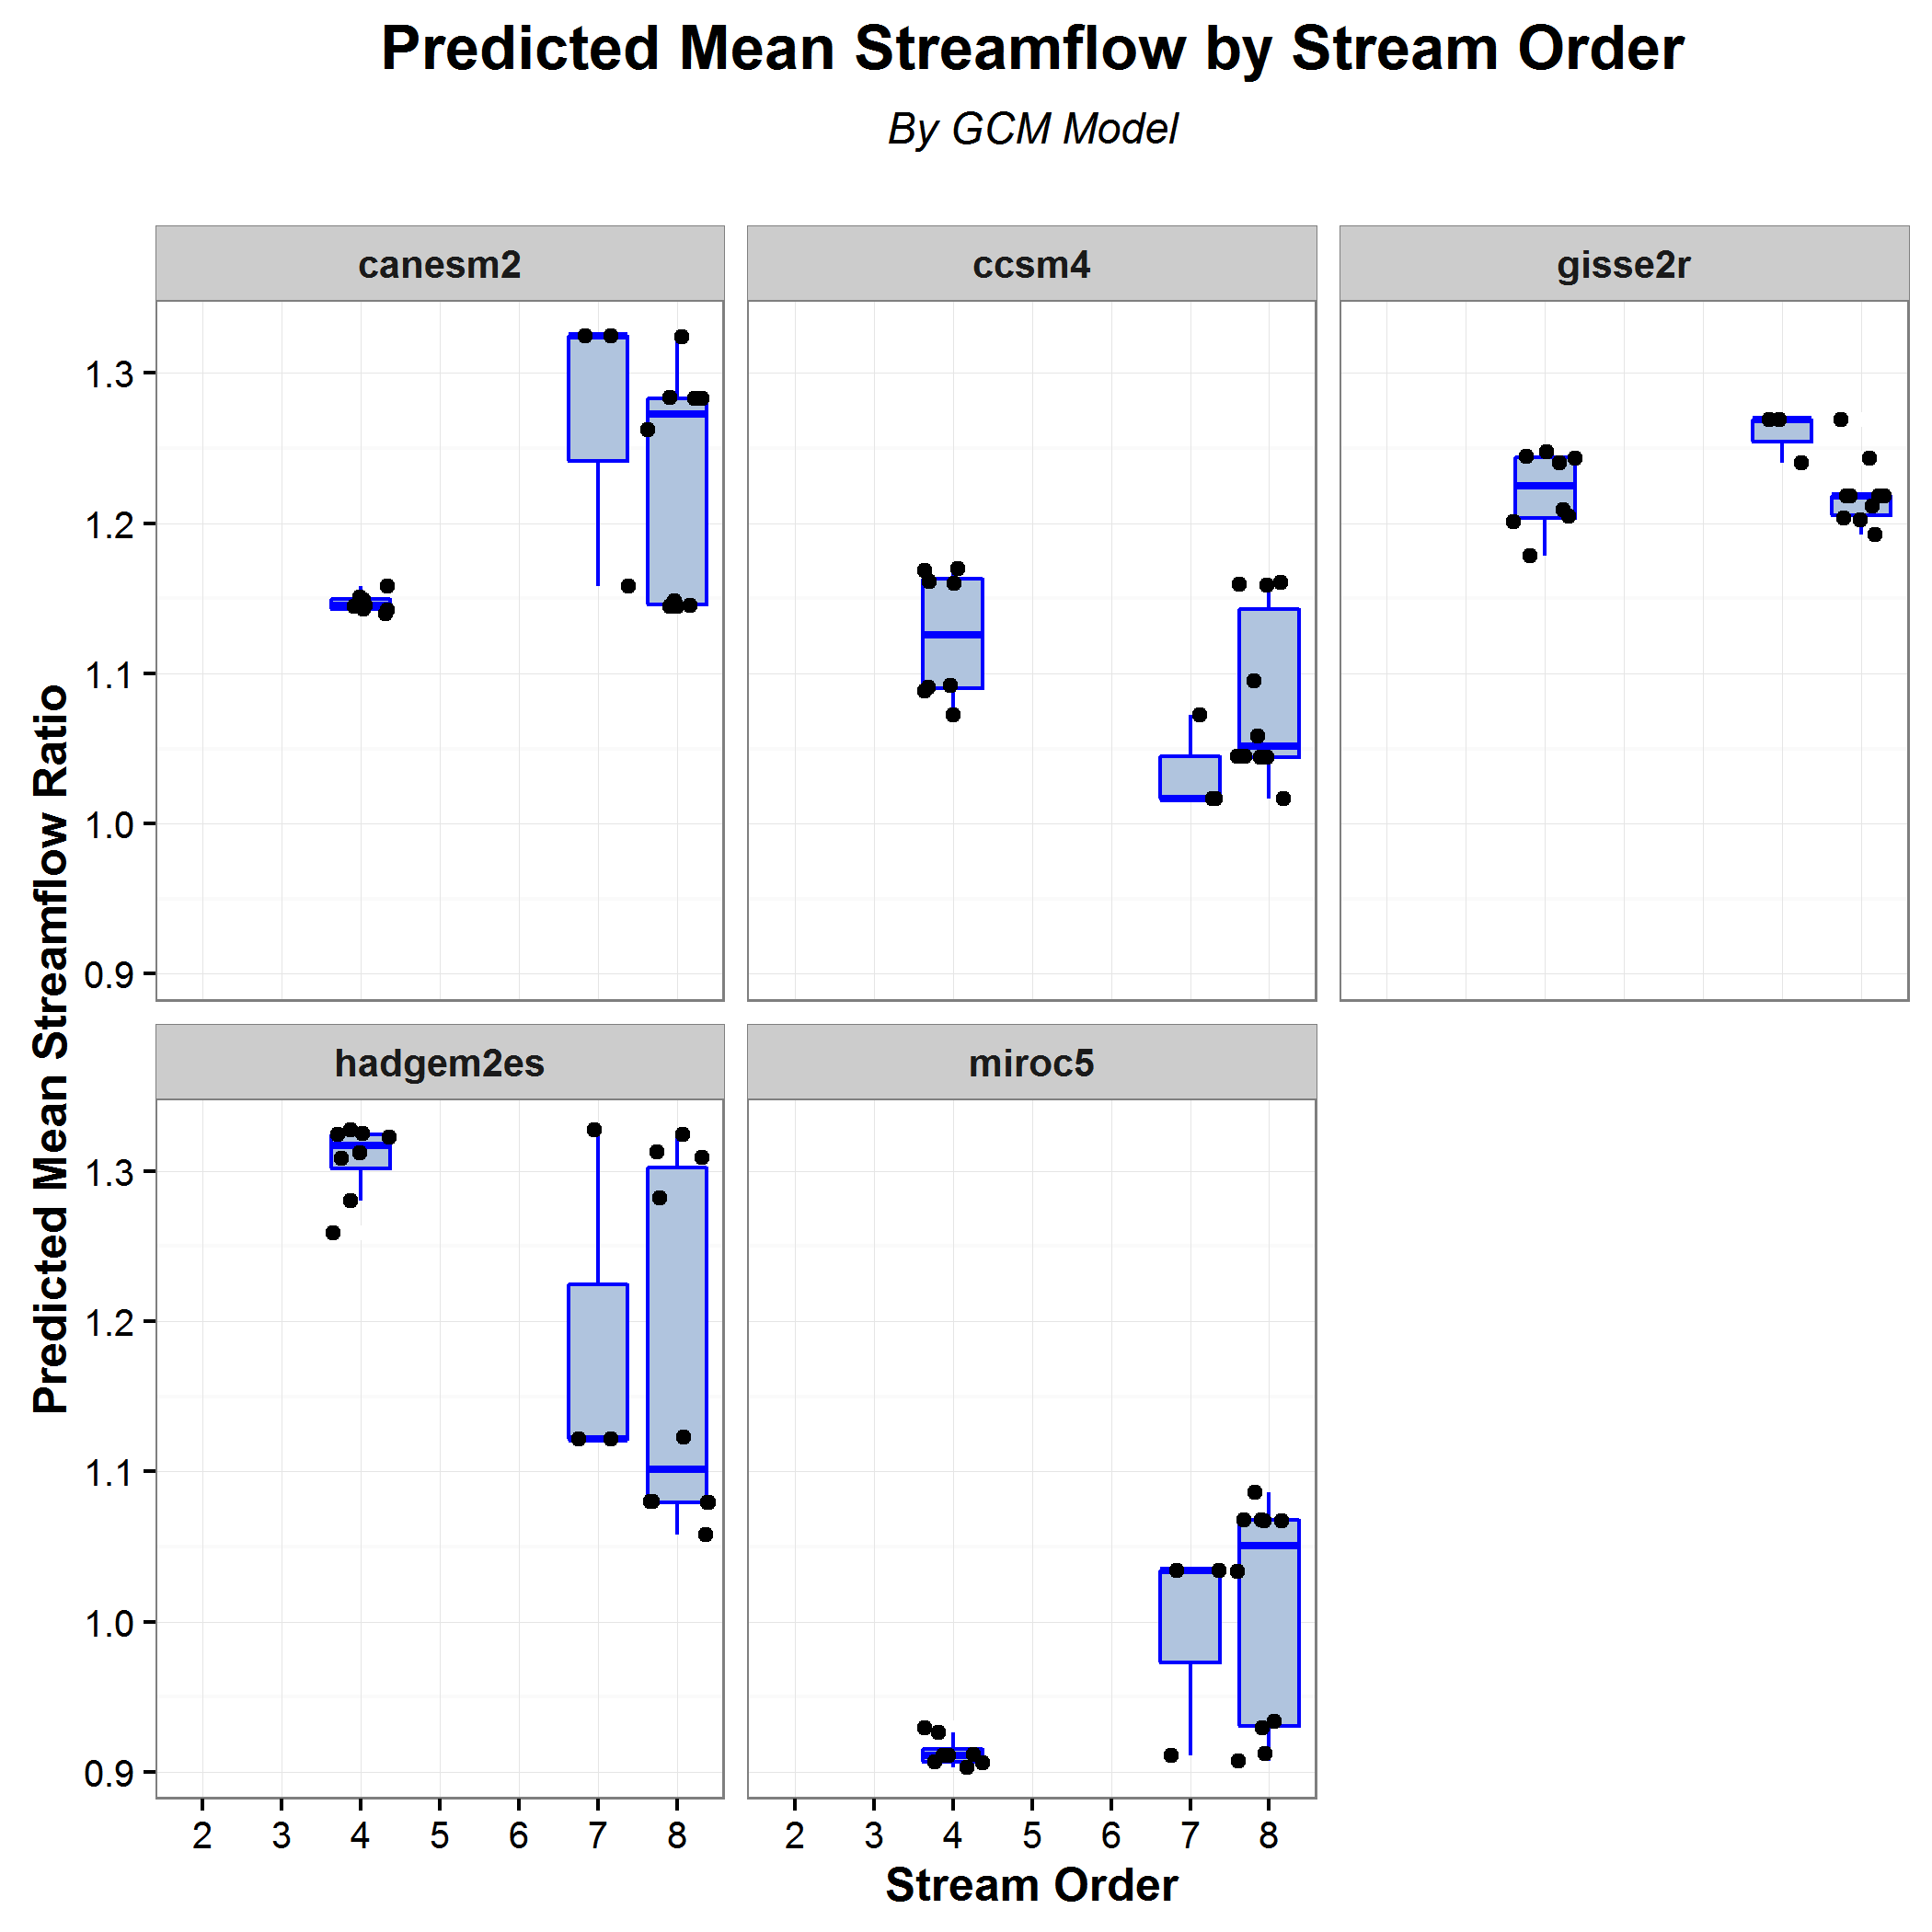 Predicted Mean Streamflow by Stream Order
By GCM Model
canesm2
ccsm4
gisse2r
1.3
1.2
1.1
1.0
0.9
Predicted Mean Streamflow Ratio
hadgem2es
miroc5
1.3
1.2
1.1
1.0
0.9
2 3 4 5 6 7 8
2 3 4 5 6 7 8
Stream Order